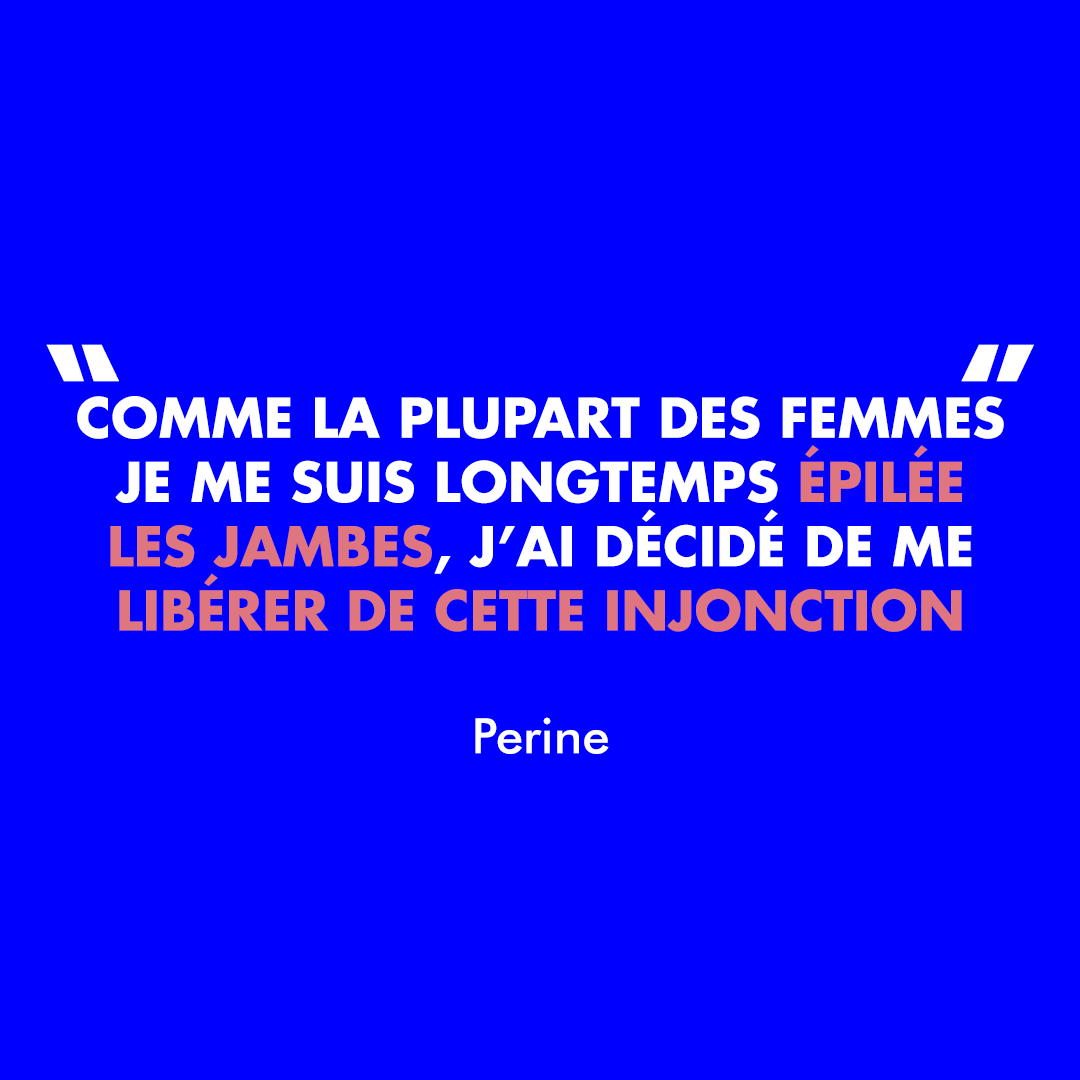 "COMME LA PLUPART DES FEMMES"
JE ME SUIS LONGTEMPS ÉPILÉE
LES JAMBES, J’AI DÉCIDÉ DE ME
LIBÉRER DE CETTE INJONCTION
Perine